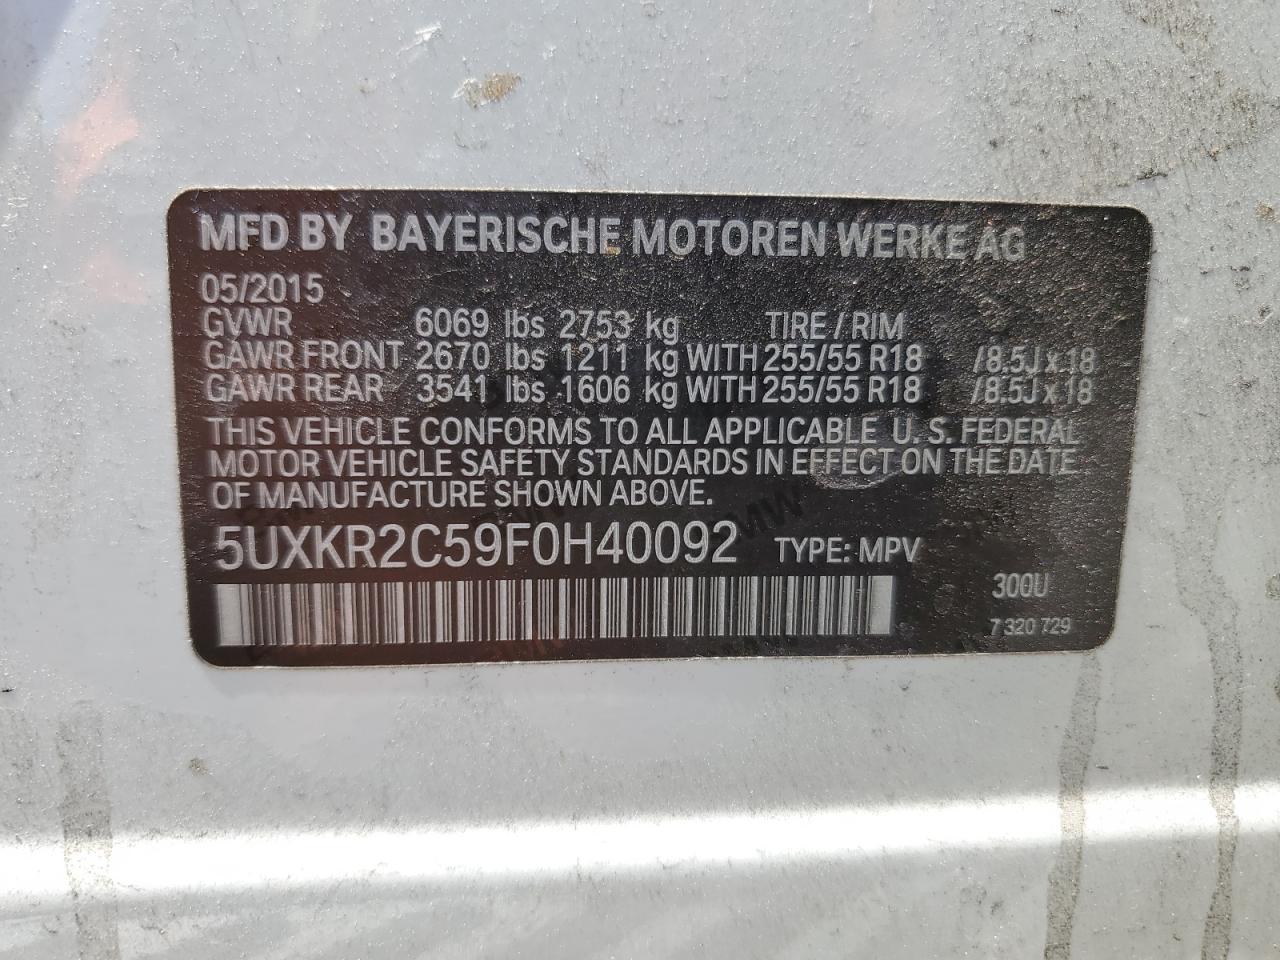 MFD BY BAYERISCHE MOTOREN WERKE AG
05/2015
GVWR 6069 lbs 2753 kg TIRE / RIM
GAWR FRONT 2670 lbs 1211 kg WITH 255/55 R18 /8.5J x 18
GAWR REAR 3541 lbs 1606 kg WITH 255/55 R18 /8.5J x 18
THIS VEHICLE CONFORMS TO ALL APPLICABLE U. S. FEDERAL
MOTOR VEHICLE SAFETY STANDARDS IN EFFECT ON THE DATE
OF MANUFACTURE SHOWN ABOVE.
5UXKR2C59F0H40092 TYPE: MPV
300U
7 320 729